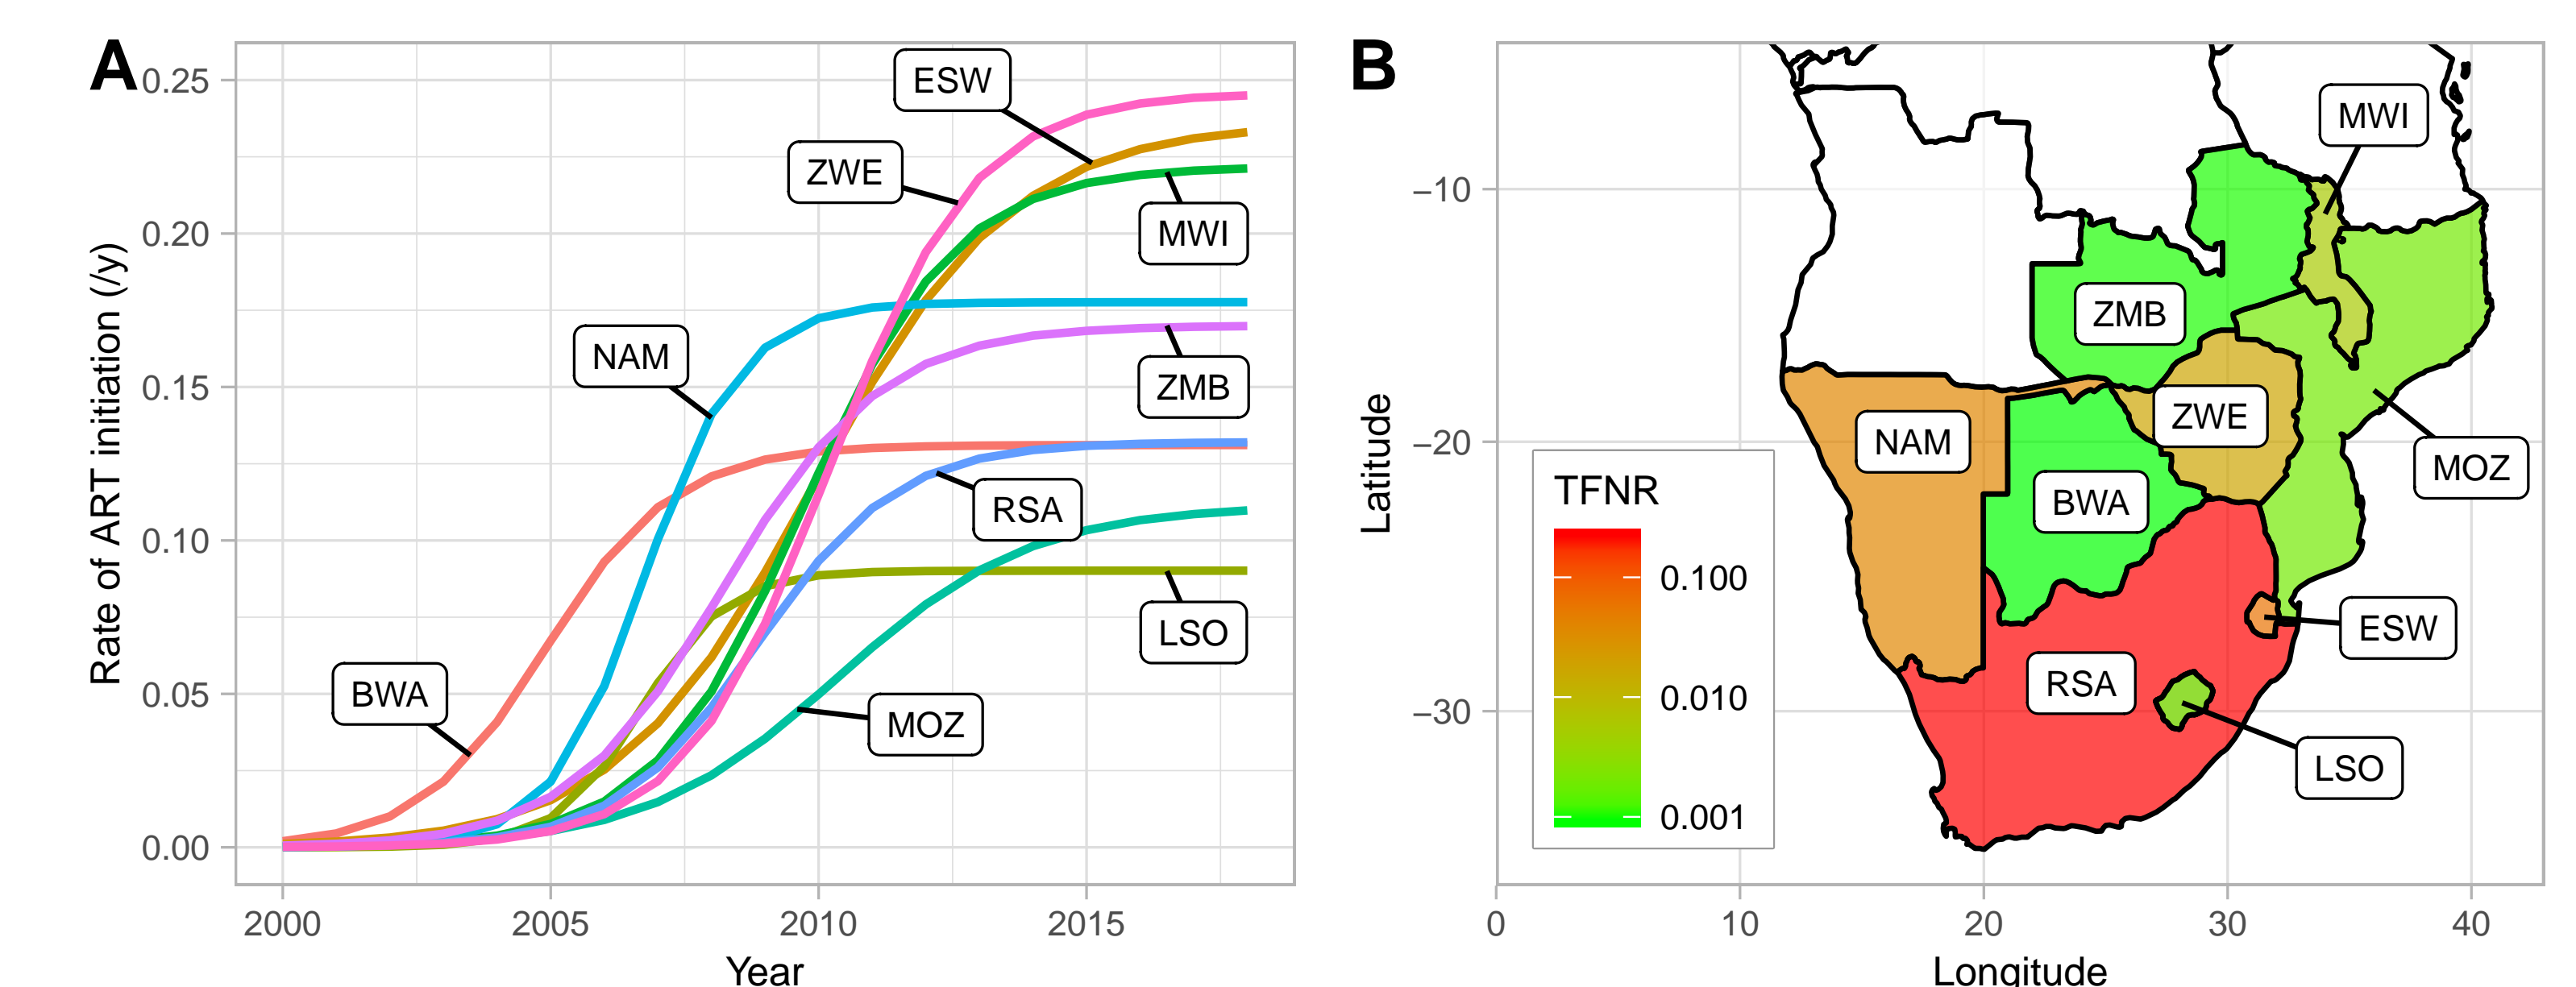 A
0.25
0.20
0.15
0.10
0.05
0.00
Rate of ART initiation (/y)
2000
2005
2010
2015
Year
ESW
ZWE
MWI
NAM
ZMB
RSA
BWA
LSO
MOZ
B
−10
−20
−30
Latitude
0
10
20
30
40
Longitude
MWI
ZMB
ZWE
NAM
MOZ
BWA
ESW
RSA
LSO
TFNR
0.100
0.010
0.001